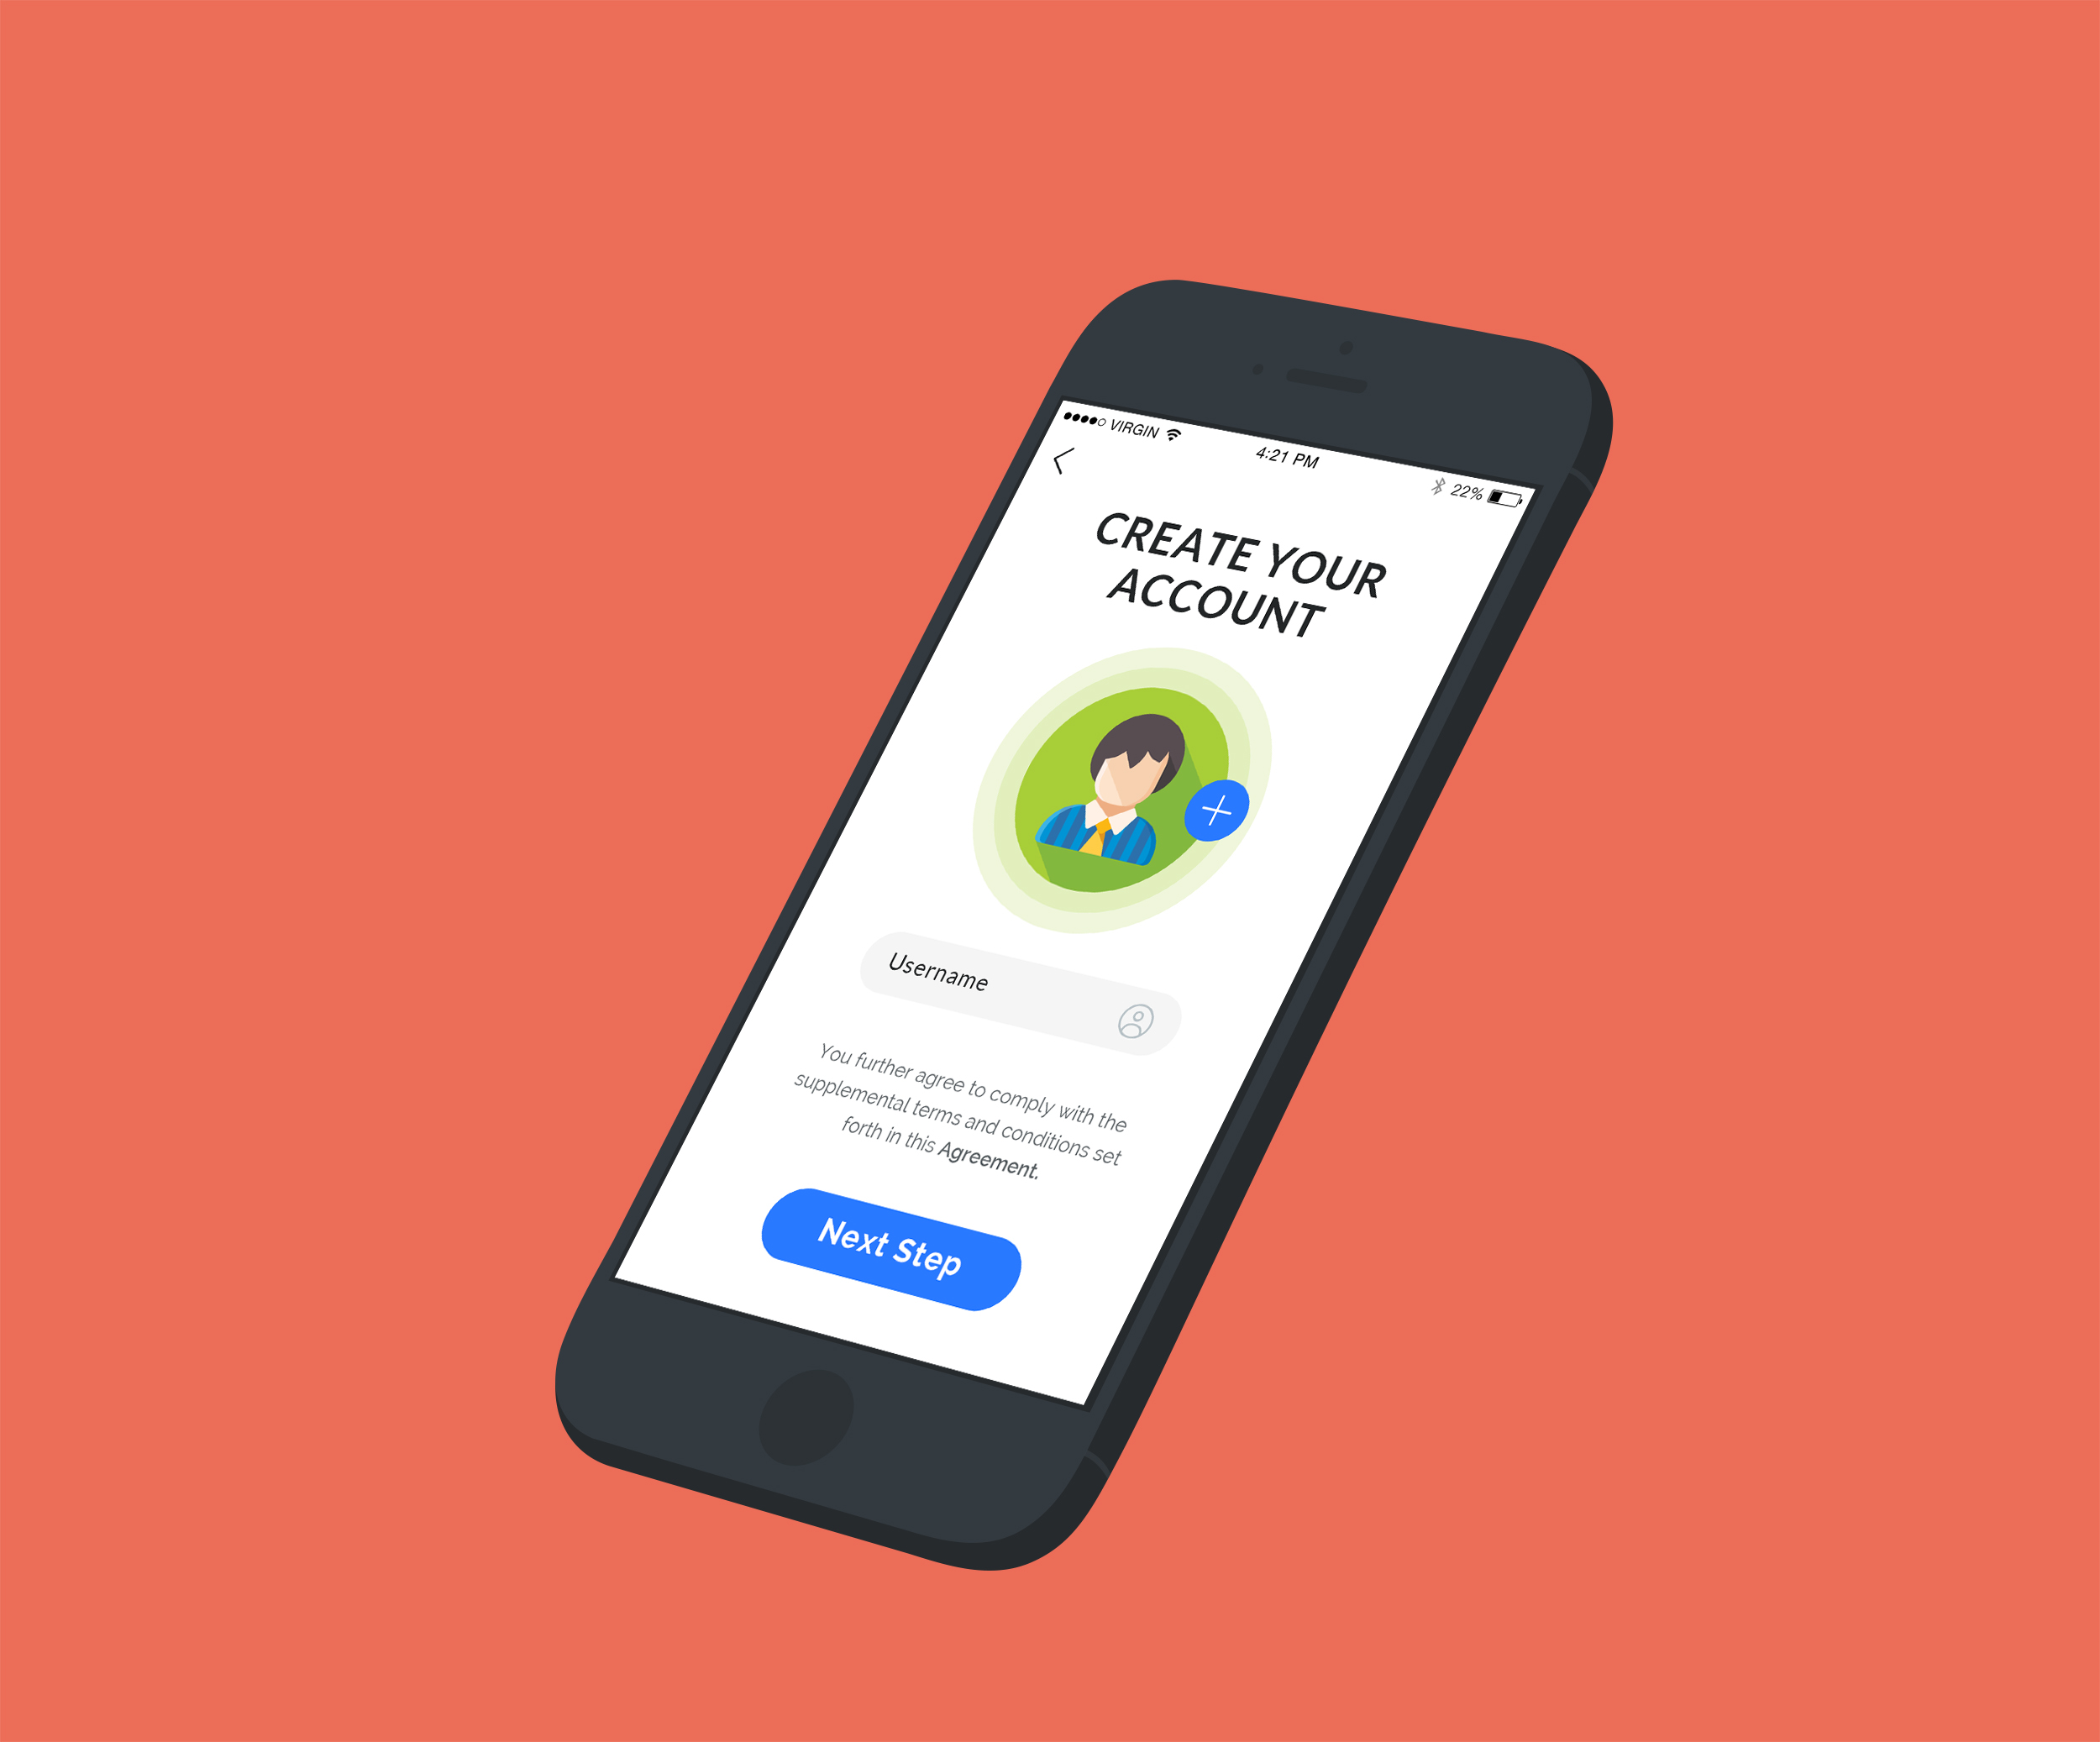 VIRGIN
4:21 PM
22%
CREATE YOUR
ACCOUNT
Username
You further agree to comply with the
supplemental terms and conditions set
forth in this Agreement.
Next Step